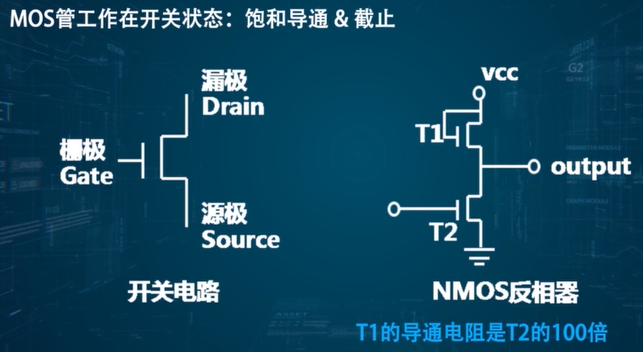 MOS管工作在开关状态：饱和导通 & 截止
漏极
Drain
栅极
Gate
源极
Source
开关电路
vcc
T1
output
T2
NMOS反相器
T1的导通电阻是T2的100倍